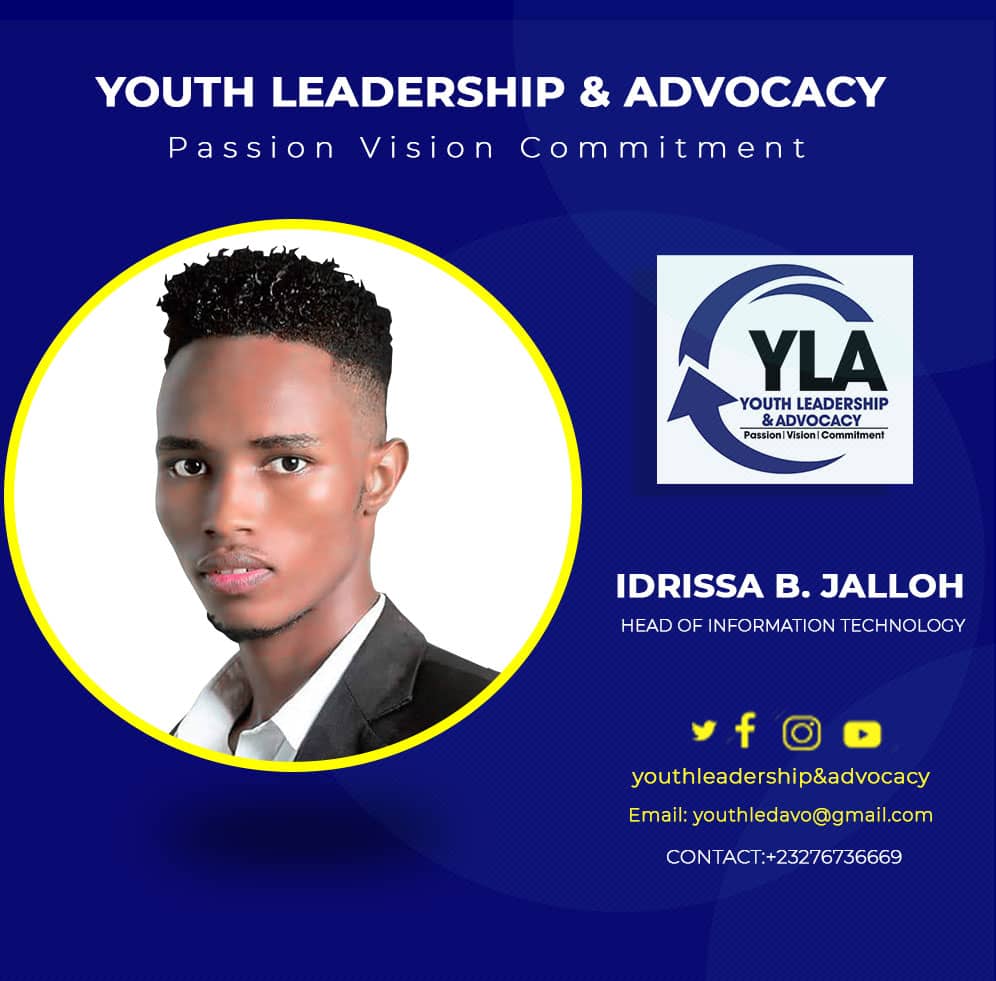 YOUTH LEADERSHIP & ADVOCACY
Passion Vision Commitment
YLA
YOUTH LEADERSHIP
& ADVOCACY
Passion|Vision|Commitment
IDRISSA B. JALLOH
HEAD OF INFORMATION TECHNOLOGY
youthleadership&advocacy
Email: youthledavo@gmail.com
CONTACT:+23276736669